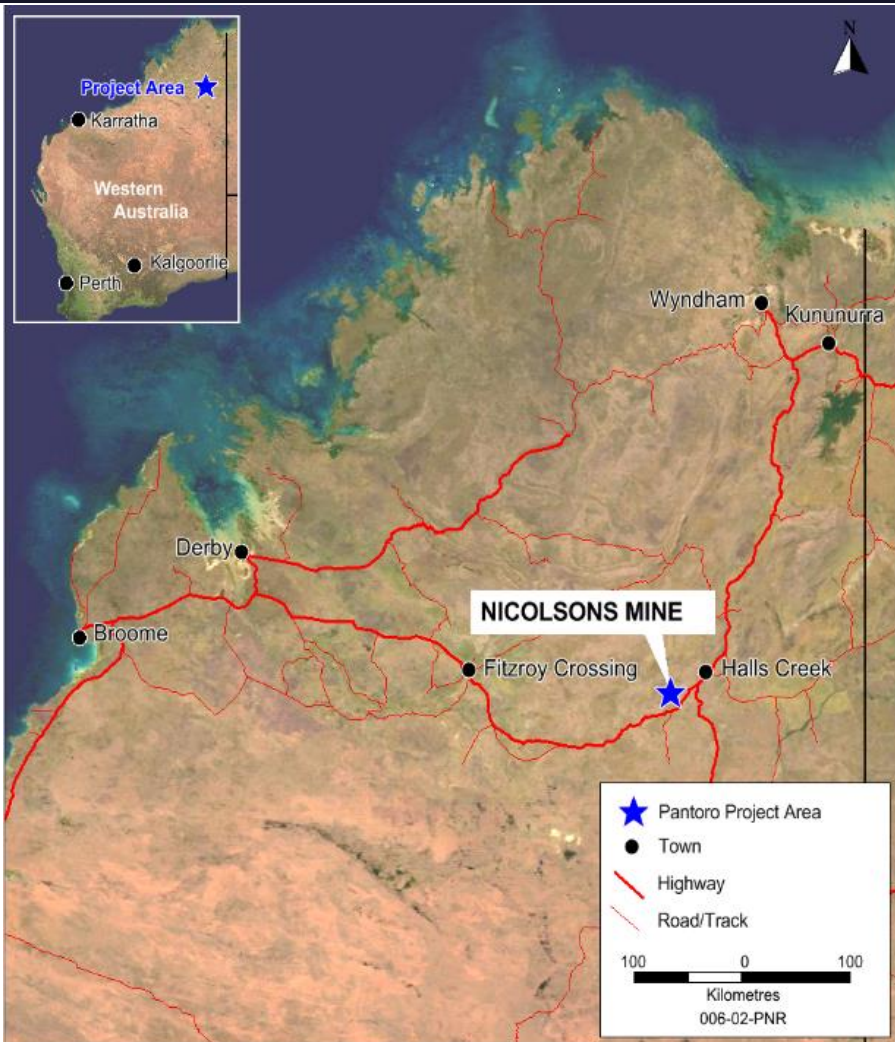 N
Project Area
Karratha
Western
Australia
Kalgoorlie
Perth
Wyndham
Kununurra
Derby
NICOLSONS MINE
Broome
Fitzroy Crossing
Halls Creek
Pantoro Project Area
Town
Highway
Road/Track
100 0 100
Kilometres
006-02-PNR